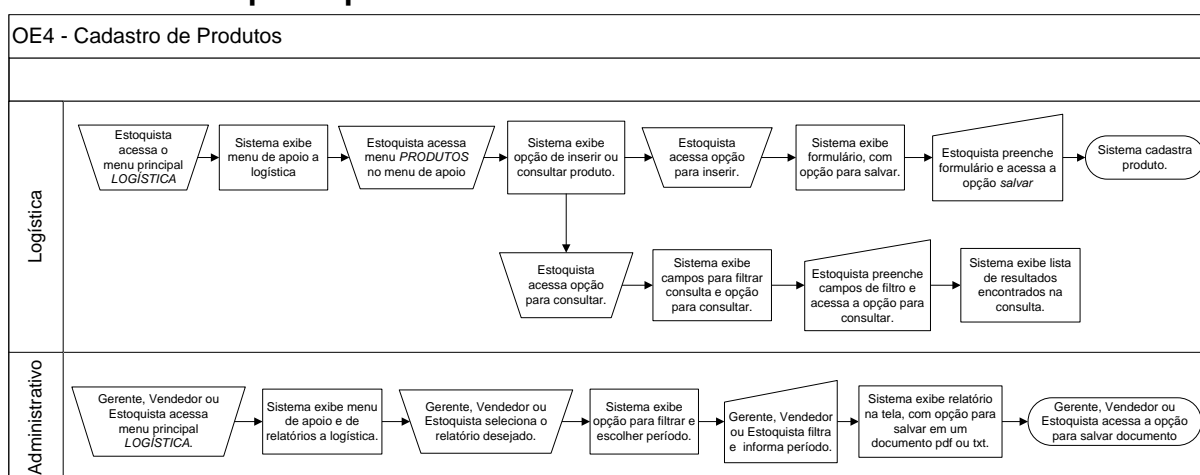 OE4 - Cadastro de Produtos
Logística
Estoquista
acessa o
menu principal
LOGÍSTICA
Sistema exibe
menu de apoio a
logística
Estoquista acessa
menu PRODUTOS
no menu de apoio
Sistema exibe
opção de inserir ou
consultar produto.
Estoquista
acessa opção
para inserir.
Sistema exibe
formulário, com
opção para salvar.
Estoquista preenche
formulário e acessa a
opção salvar
Sistema cadastra
produto.
Estoquista
acessa opção
para consultar.
Sistema exibe
campos para filtrar
consulta e opção
para consultar.
Estoquista preenche
campos de filtro e
acessa a opção para
consultar.
Sistema exibe lista
de resultados
encontrados na
consulta.
Administrativo
Gerente, Vendedor ou
Estoquista acessa
menu principal
LOGÍSTICA.
Sistema exibe menu
de apoio e de
relatórios a logística.
Gerente, Vendedor ou
Estoquista seleciona o
relatório desejado.
Sistema exibe
opção para filtrar e
escolher período.
Gerente, Vendedor
ou Estoquista filtra
e informa período.
Sistema exibe relatório
na tela, com opção para
salvar em um
documento pdf ou txt.
Gerente, Vendedor ou
Estoquista acessa a opção
para salvar documento